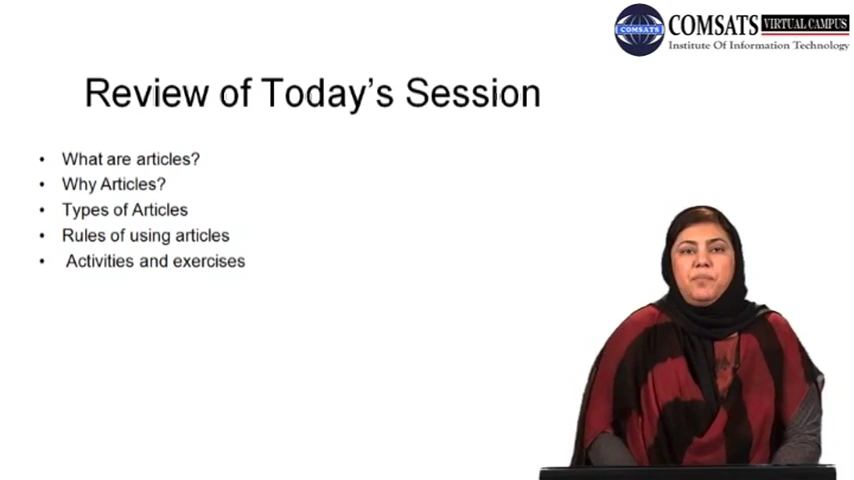 COMSATS
COMSATS VIRTUAL CAMPUS
Institute Of Information Technology
Review of Today's Session
• What are articles?
• Why Articles?
• Types of Articles
• Rules of using articles
• Activities and exercises